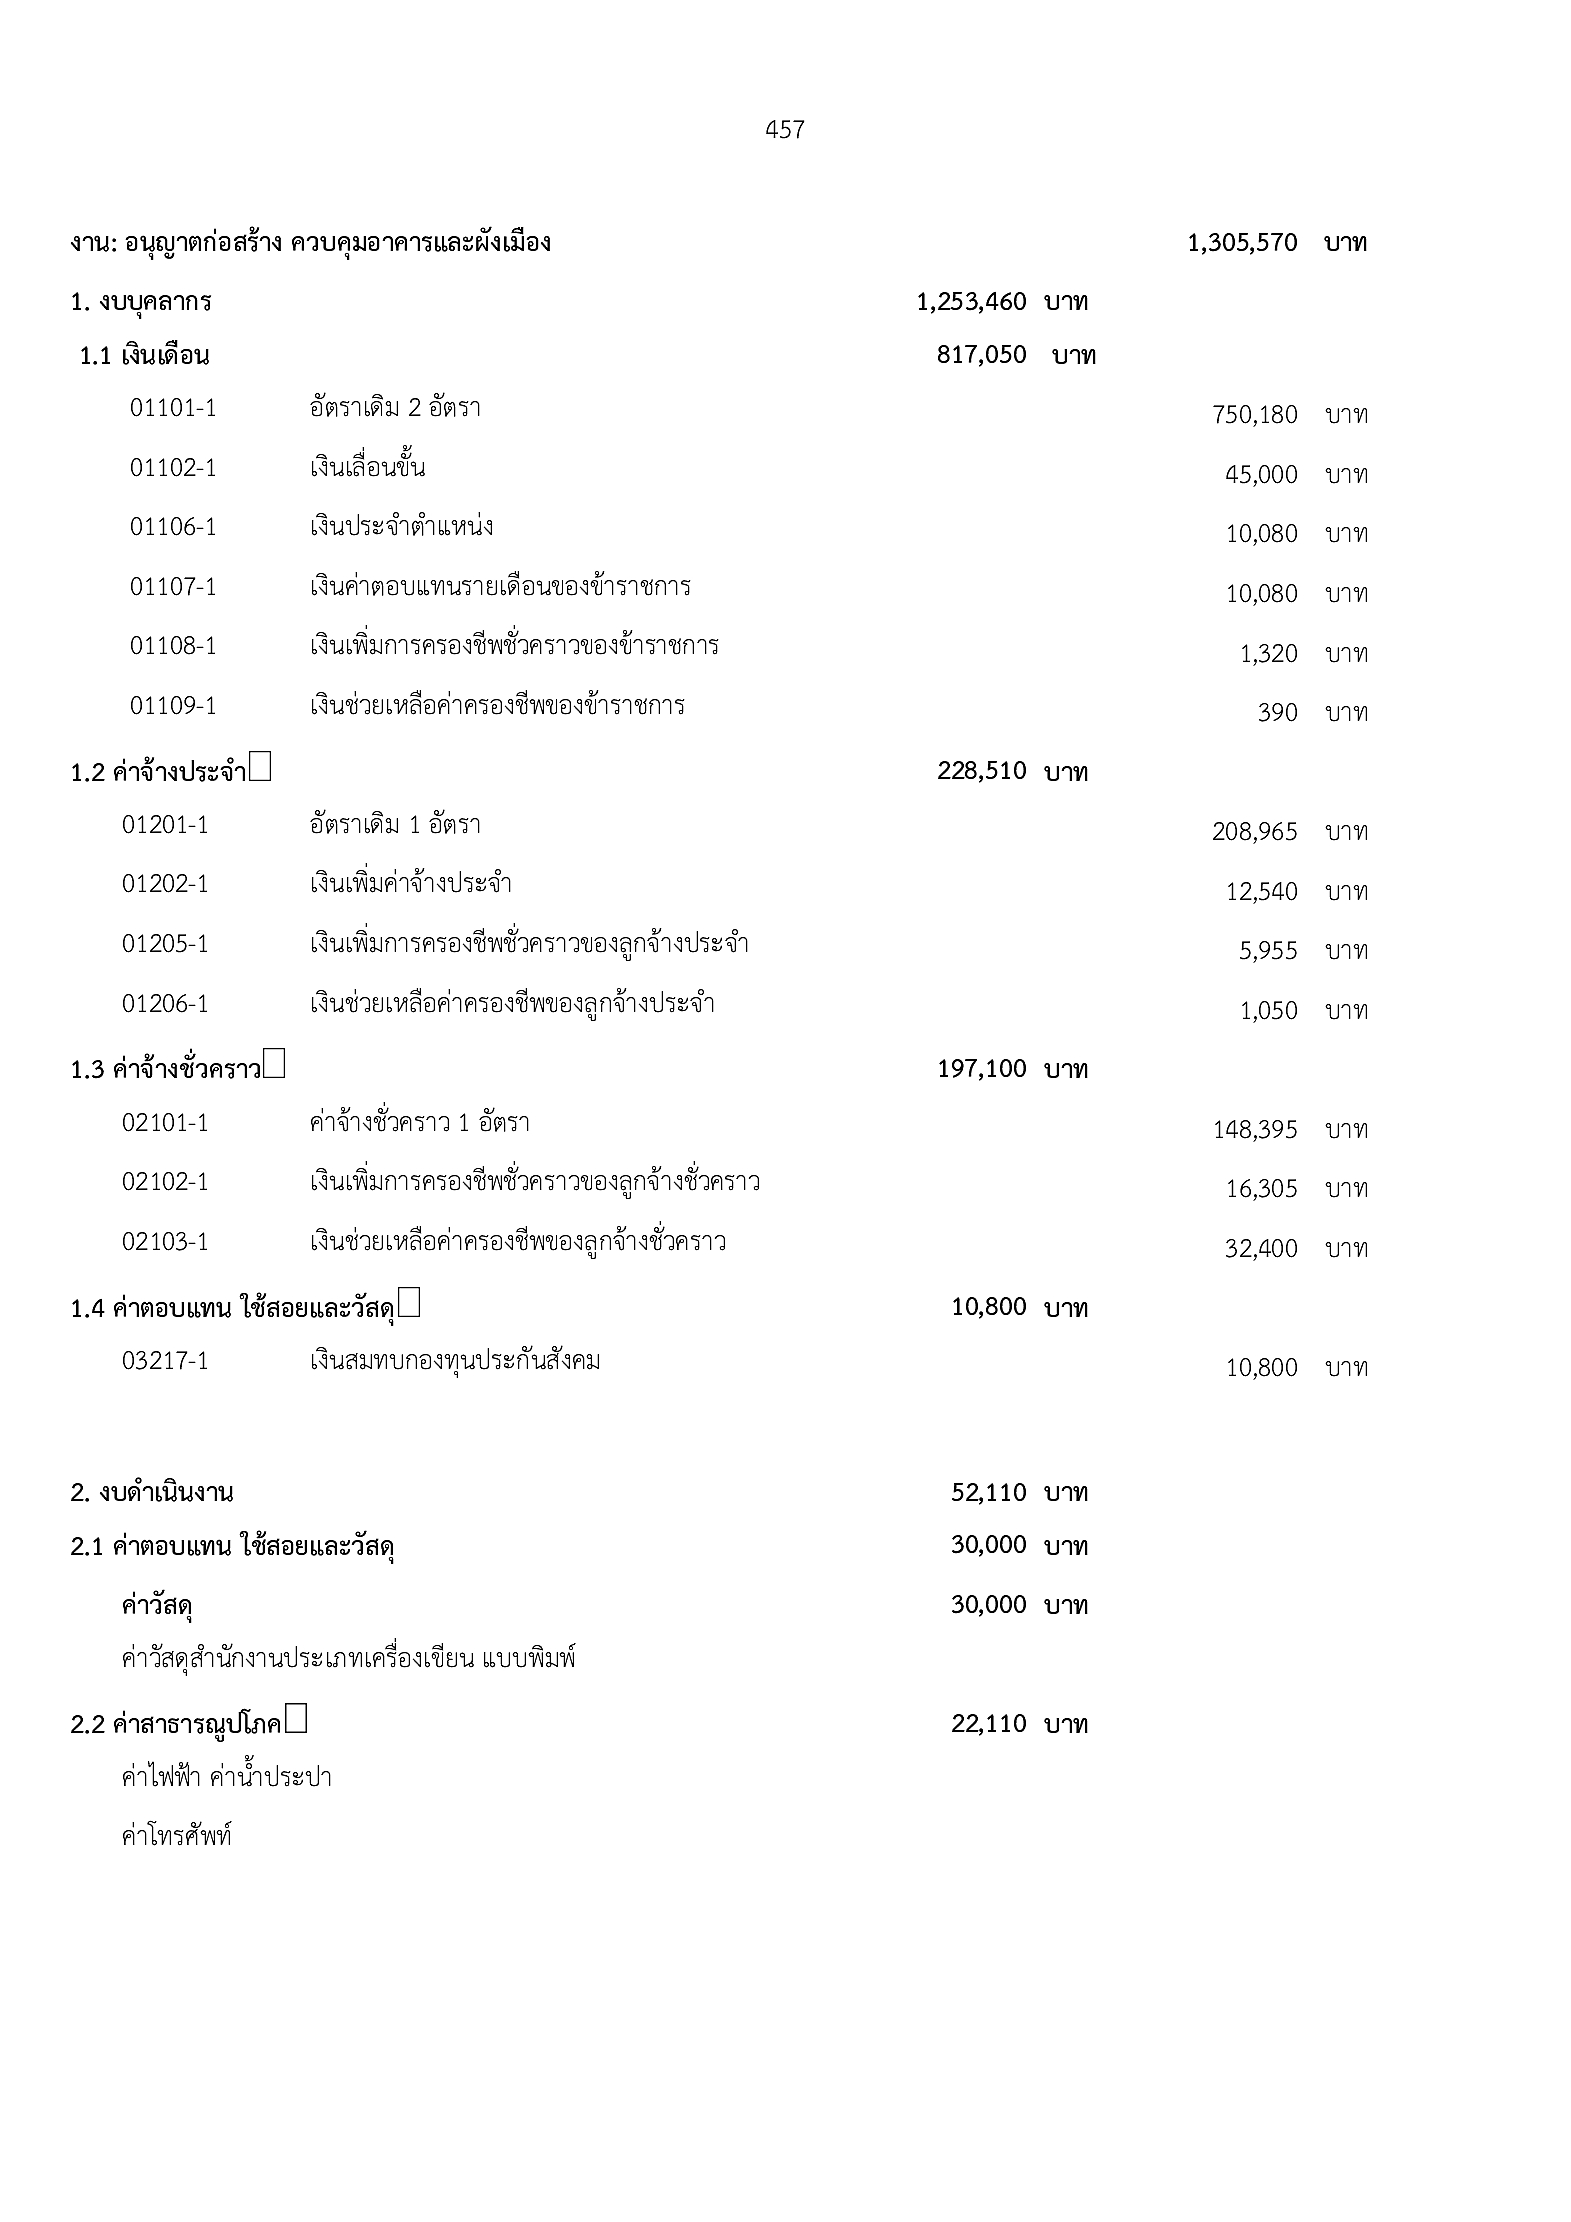 457
งาน: อนุญาตก่อสร้าง ควบคุมอาคารและผังเมือง 1,305,570 บาท
1. งบบุคลากร 1,253,460 บาท
1.1 เงินเดือน 817,050 บาท
01101-1 อัตราเดิม 2 อัตรา 750,180 บาท
01102-1 เงินเลื่อนขั้น 45,000 บาท
01106-1 เงินประจำตำแหน่ง 10,080 บาท
01107-1 เงินค่าตอบแทนรายเดือนของข้าราชการ 10,080 บาท
01108-1 เงินเพิ่มการครองชีพชั่วคราวของข้าราชการ 1,320 บาท
01109-1 เงินช่วยเหลือค่าครองชีพของข้าราชการ 390 บาท
1.2 ค่าจ้างประจำ 228,510 บาท
01201-1 อัตราเดิม 1 อัตรา 208,965 บาท
01202-1 เงินเพิ่มค่าจ้างประจำ 12,540 บาท
01205-1 เงินเพิ่มการครองชีพชั่วคราวของลูกจ้างประจำ 5,955 บาท
01206-1 เงินช่วยเหลือค่าครองชีพของลูกจ้างประจำ 1,050 บาท
1.3 ค่าจ้างชั่วคราว 197,100 บาท
02101-1 ค่าจ้างชั่วคราว 1 อัตรา 148,395 บาท
02102-1 เงินเพิ่มการครองชีพชั่วคราวของลูกจ้างชั่วคราว 16,305 บาท
02103-1 เงินช่วยเหลือค่าครองชีพของลูกจ้างชั่วคราว 32,400 บาท
1.4 ค่าตอบแทน ใช้สอยและวัสดุ 10,800 บาท
03217-1 เงินสมทบกองทุนประกันสังคม 10,800 บาท
2. งบดำเนินงาน 52,110 บาท
2.1 ค่าตอบแทน ใช้สอยและวัสดุ 30,000 บาท
ค่าวัสดุ 30,000 บาท
ค่าวัสดุสำนักงานประเภทเครื่องเขียน แบบพิมพ์
2.2 ค่าสาธารณูปโภค 22,110 บาท
ค่าไฟฟ้า ค่าน้ำประปา
ค่าโทรศัพท์